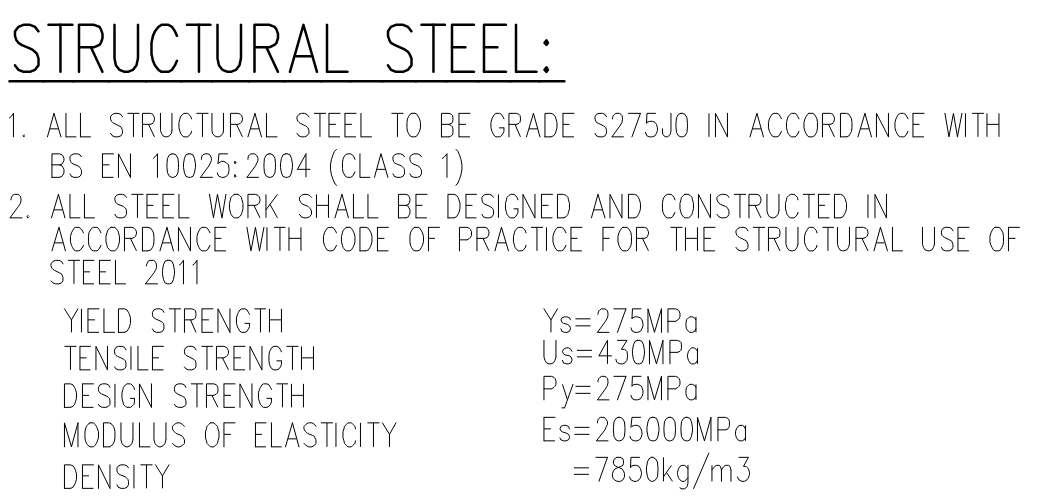 STRUCTURAL STEEL:
1. ALL STRUCTURAL STEEL TO BE GRADE S275J0 IN ACCORDANCE WITH
BS EN 10025:2004 (CLASS 1)
2. ALL STEEL WORK SHALL BE DESIGNED AND CONSTRUCTED IN
ACCORDANCE WITH CODE OF PRACTICE FOR THE STRUCTURAL USE OF
STEEL 2011
YIELD STRENGTH Ys=275MPa
TENSILE STRENGTH Us=430MPa
DESIGN STRENGTH Py=275MPa
MODULUS OF ELASTICITY Es=205000MPa
DENSITY =7850kg/m3